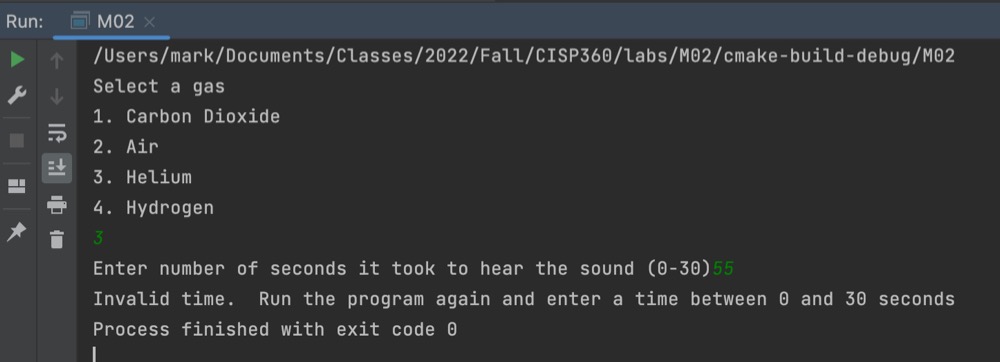 Run: M02
/Users/mark/Documents/Classes/2022/Fall/CISP360/labs/M02/cmake-build-debug/M02
Select a gas
1. Carbon Dioxide
2. Air
3. Helium
4. Hydrogen
3
Enter number of seconds it took to hear the sound (0-30)55
Invalid time.  Run the program again and enter a time between 0 and 30 seconds
Process finished with exit code 0